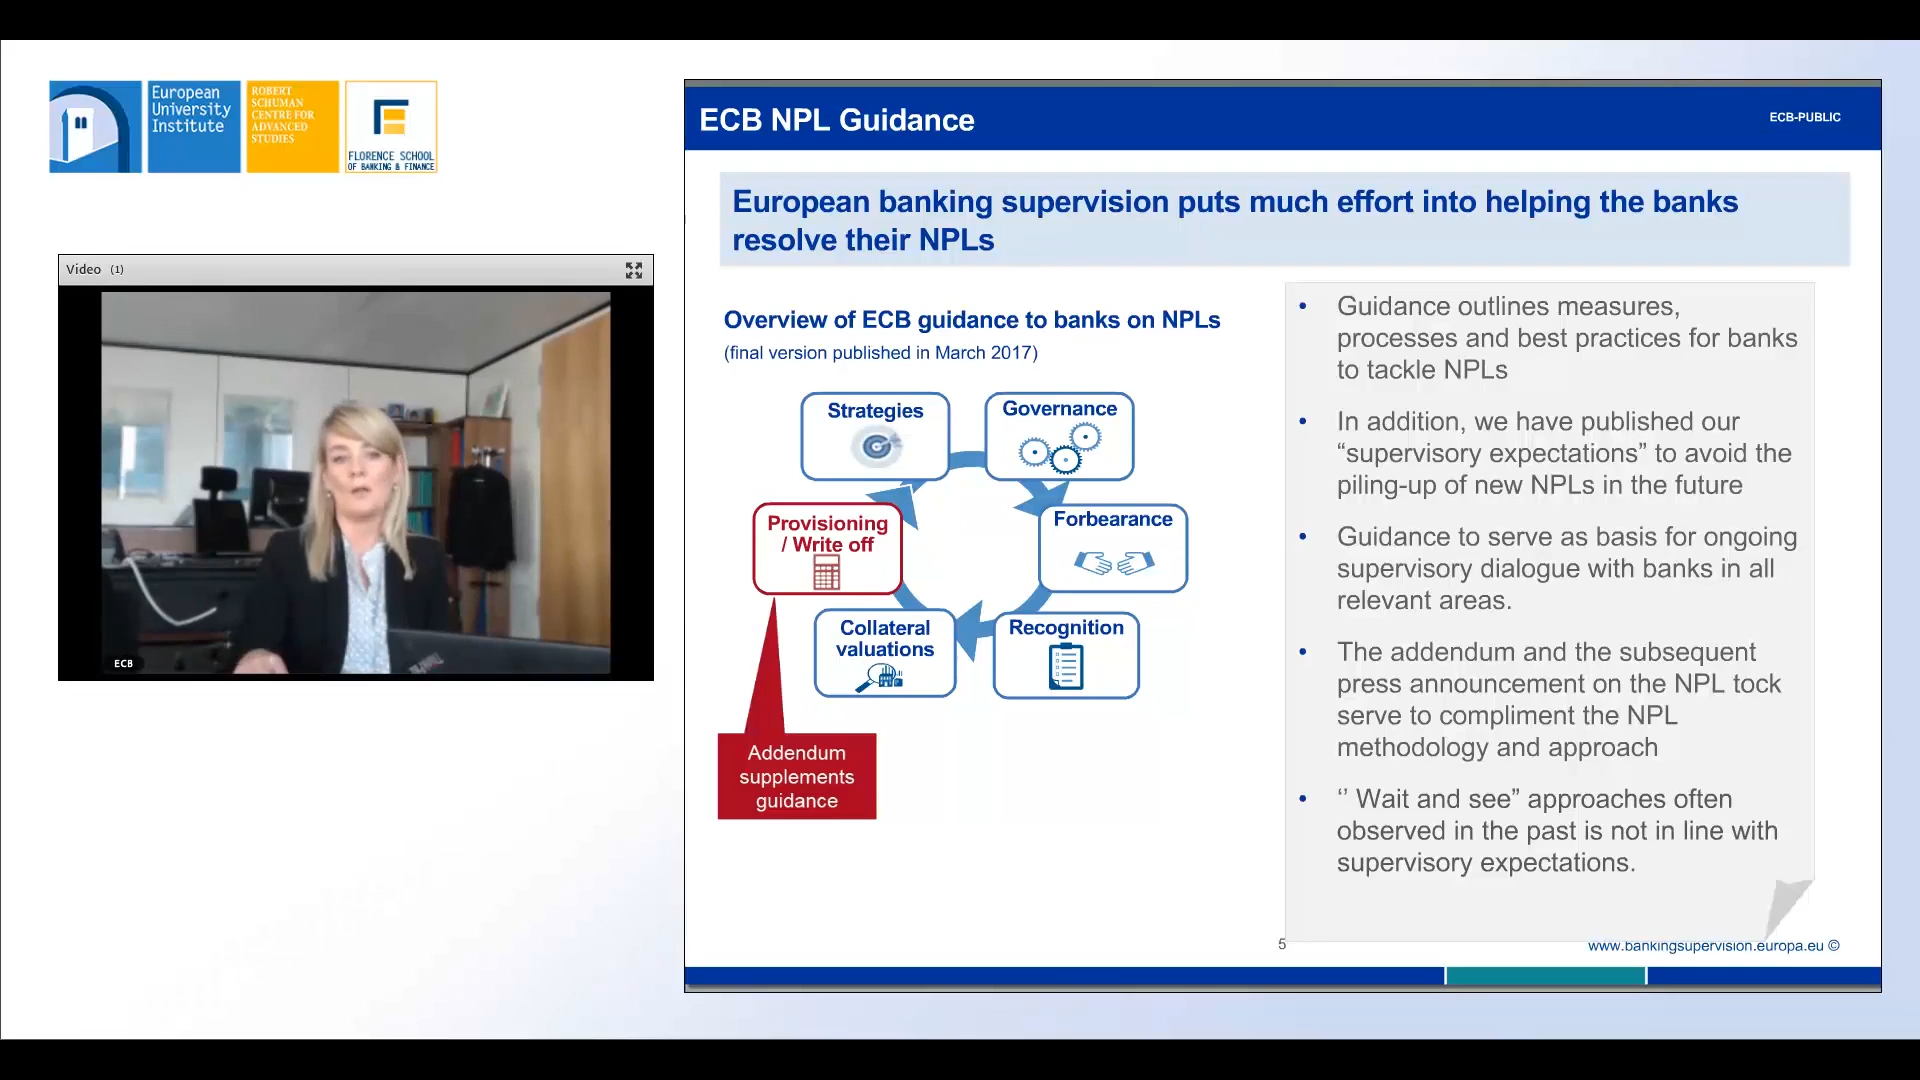 European
University
Institute
ROBERT
SCHUMAN
CENTRE FOR
ADVANCED
STUDIES
FLORENCE SCHOOL
OF BANKING & FINANCE
Video (1)
ECB
ECB NPL Guidance
ECB-PUBLIC
European banking supervision puts much effort into helping the banks
resolve their NPLs
Overview of ECB guidance to banks on NPLs
(final version published in March 2017)
Strategies
Governance
Forbearance
Recognition
Collateral
valuations
Provisioning
/ Write off
Addendum
supplements
guidance
• Guidance outlines measures,
processes and best practices for banks
to tackle NPLs
• In addition, we have published our
“supervisory expectations” to avoid the
piling-up of new NPLs in the future
• Guidance to serve as basis for ongoing
supervisory dialogue with banks in all
relevant areas.
• The addendum and the subsequent
press announcement on the NPL tock
serve to compliment the NPL
methodology and approach
• ‘’ Wait and see” approaches often
observed in the past is not in line with
supervisory expectations.
5
www.bankingsupervision.europa.eu ©